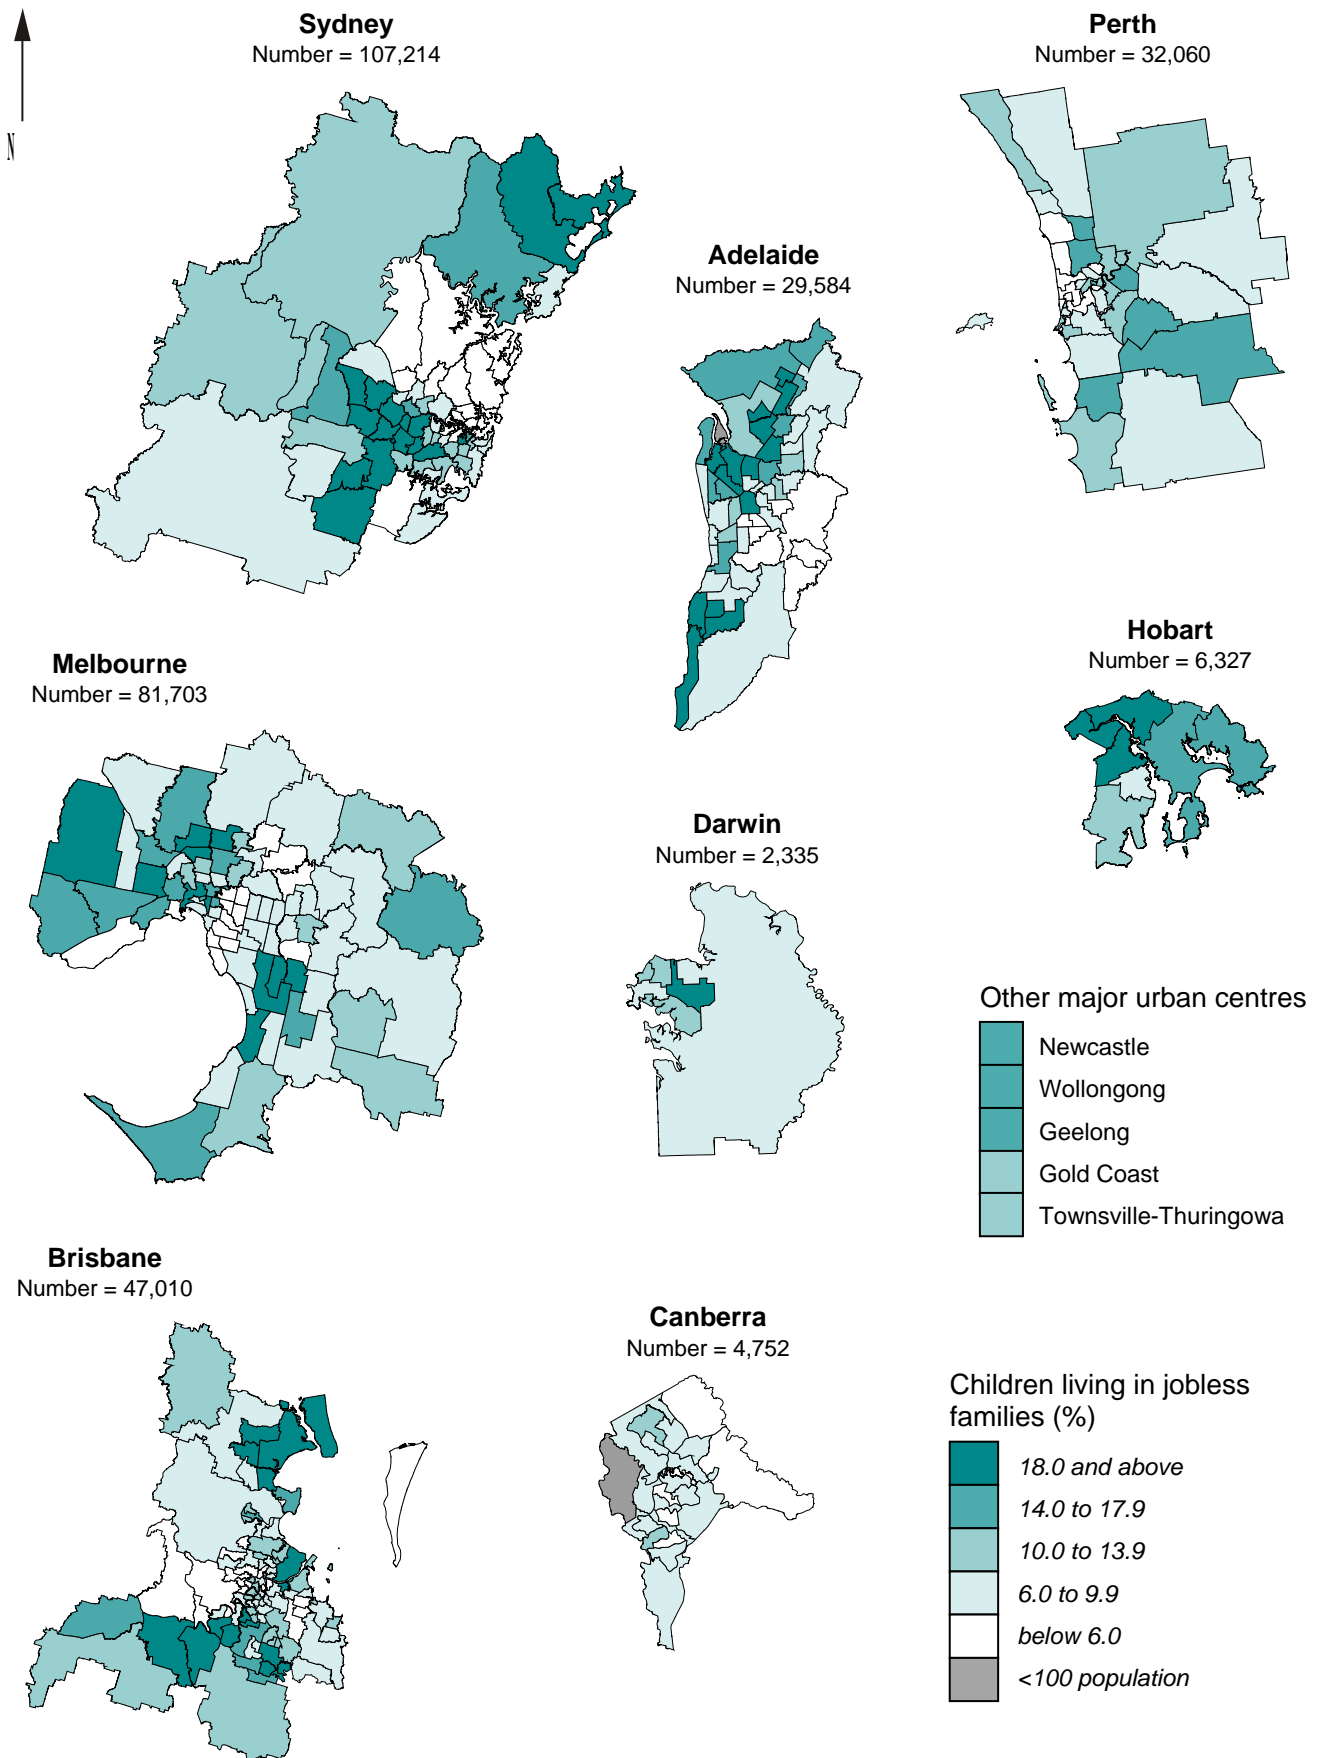 Sydney
Number = 107,214
Perth
Number = 32,060
N
Adelaide
Number = 29,584
Hobart
Number = 6,327
Melbourne
Number = 81,703
Darwin
Number = 2,335
Other major urban centres
Newcastle
Wollongong
Geelong
Gold Coast
Townsville-Thuringowa
Brisbane
Number = 47,010
Canberra
Number = 4,752
Children living in jobless
families (%)
18.0 and above
14.0 to 17.9
10.0 to 13.9
6.0 to 9.9
below 6.0
<100 population